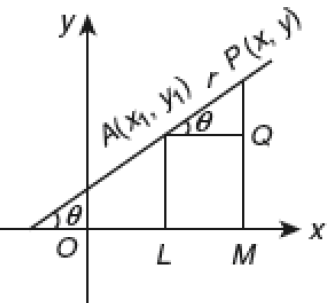 y
A(x₁, y₁) r P(x, y)
θ Q
θ
O L M x